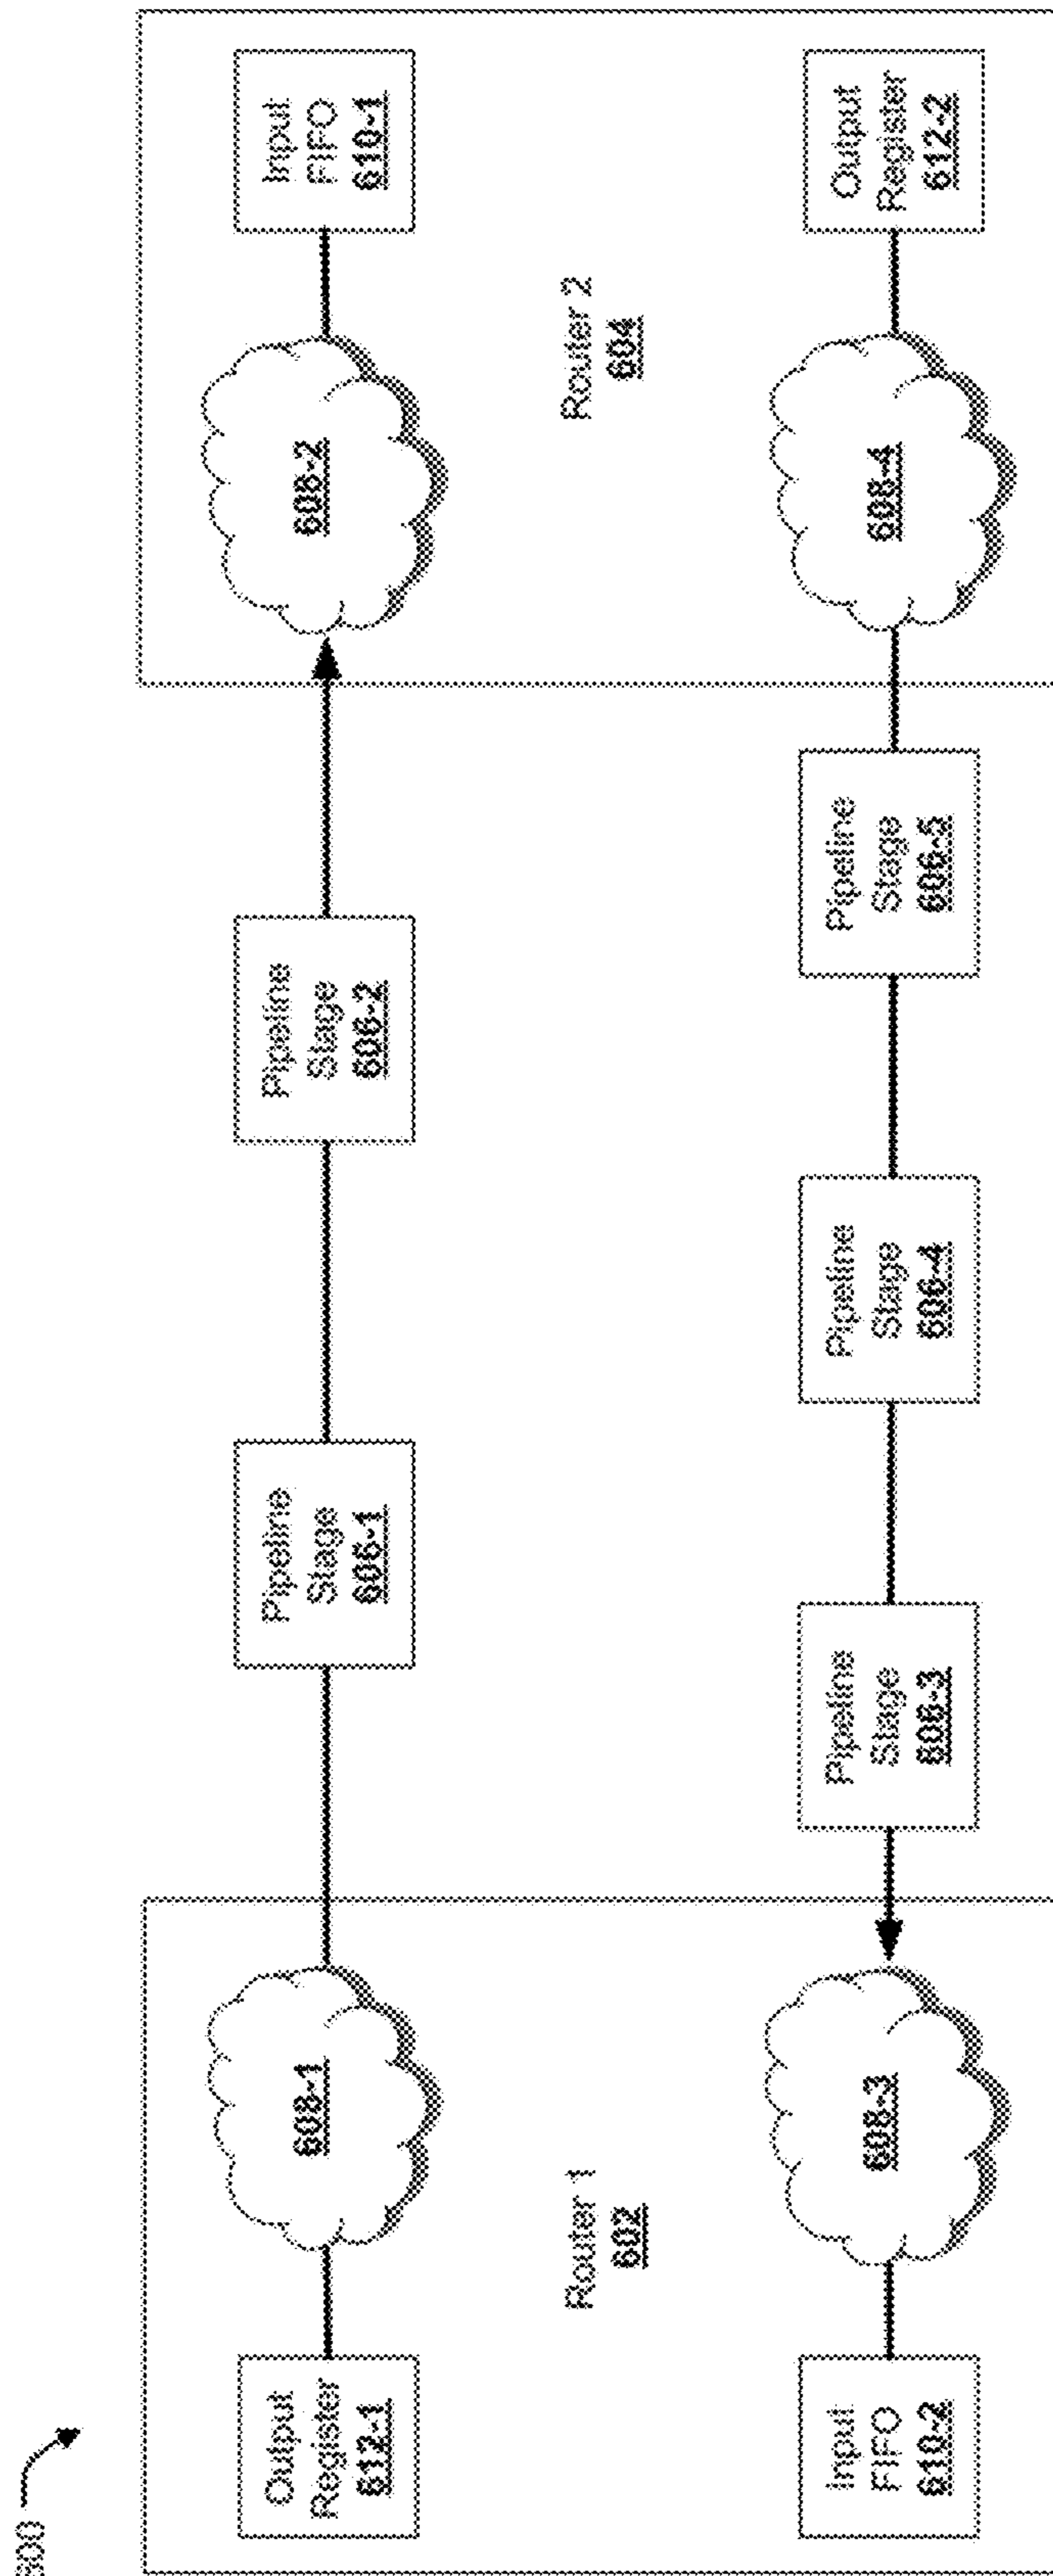 600
Output
Register
612-1
608-1
Pipeline
Stage
606-1
Pipeline
Stage
606-2
608-2
Input
FIFO
610-1
Router 1
602
Router 2
604
Input
FIFO
610-2
608-3
Pipeline
Stage
606-3
Pipeline
Stage
606-4
Pipeline
Stage
606-5
608-4
Output
Register
612-2